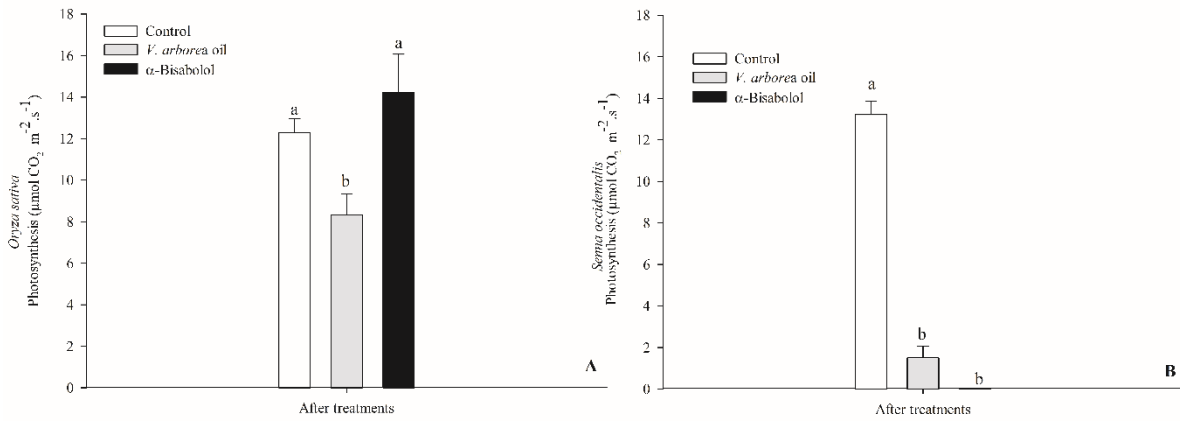 18
16
14
12
10
8
6
4
2
0
Oryza sativa
Photosynthesis (µmol CO₂ m⁻².s⁻¹)
Control
V. arborea oil
α-Bisabolol
a
b
a
A
After treatments
18
16
14
12
10
8
6
4
2
0
Senna occidentalis
Photosynthesis (µmol CO₂ m⁻².s⁻¹)
Control
V. arborea oil
α-Bisabolol
a
b
b
B
After treatments